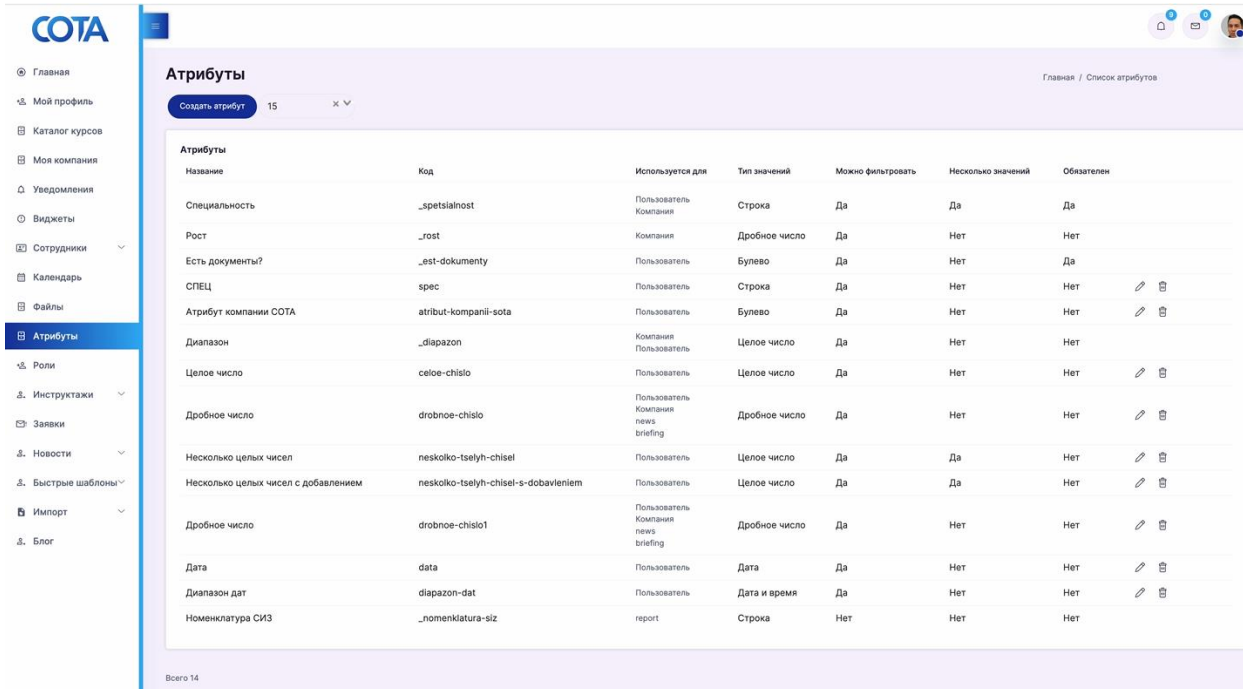 СОТА
9
0
Главная
Мой профиль
Каталог курсов
Моя компания
Уведомления
Виджеты
Сотрудники
Календарь
Файлы
Атрибуты
Роли
Инструктажи
Заявки
Новости
Быстрые шаблоны
Импорт
Блог
Атрибуты
Главная / Список атрибутов
Создать атрибут 15
Атрибуты
Название Код Используется для Тип значений Можно фильтровать Несколько значений Обязателен
Специальность _spetsialnost Пользователь Компания Строка Да Да Да
Рост _rost Компания Дробное число Да Нет Нет
Есть документы? _est-dokumenty Пользователь Булево Да Нет Да
СПЕЦ spec Пользователь Строка Да Нет Нет
Атрибут компании СОТА atribut-kompanii-sota Пользователь Булево Да Нет Нет
Диапазон _diapazon Компания Пользователь Целое число Да Нет Нет
Целое число celoe-chislo Пользователь Целое число Да Нет Нет
Дробное число drobnoe-chislo Пользователь Компания news briefing Дробное число Да Нет Нет
Несколько целых чисел neskolko-tselyh-chisel Пользователь Целое число Да Да Нет
Несколько целых чисел с добавлением neskolko-tselyh-chisel-s-dobavleniem Пользователь Целое число Да Да Нет
Дробное число drobnoe-chislo1 Пользователь Компания news briefing Дробное число Да Нет Нет
Дата data Пользователь Дата Да Нет Нет
Диапазон дат diapazon-dat Пользователь Дата и время Да Нет Нет
Номенклатура СИЗ _nomenklatura-siz report Строка Нет Нет Нет
Всего 14